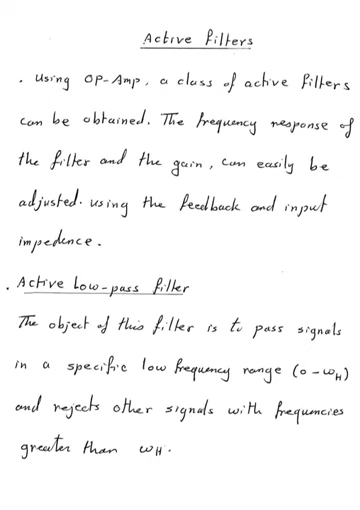 Active filters
. Using OP-Amp, a class of active filters
can be obtained. The frequency response of
the filter and the gain, can easily be
adjusted. using the feedback and input
impedence.
. Active Low-pass filter
The object of this filter is to pass signals
in a specific low frequency range (0-ωH)
and rejects other signals with frequencies
greater than ωH.